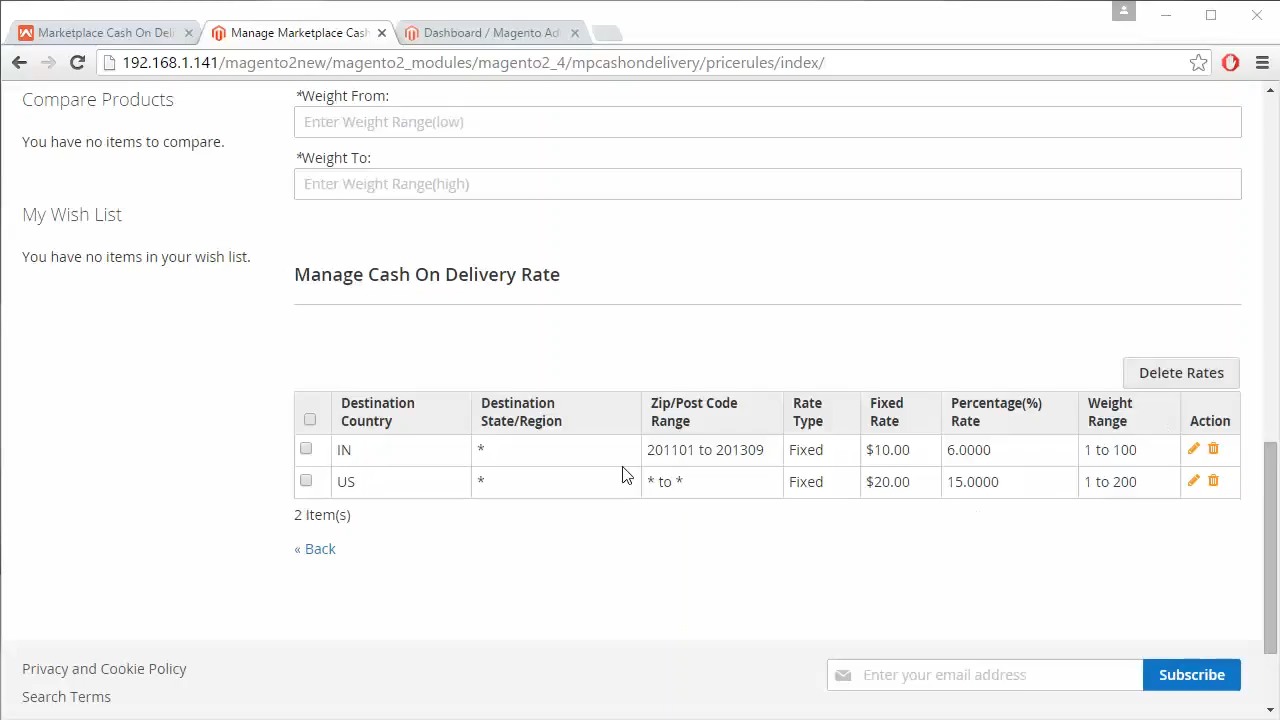 Marketplace Cash On Deli
Manage Marketplace Cash
Dashboard / Magento Ad
192.168.1.141/magento2new/magento2_modules/magento2_4/mpcashondelivery/pricerules/index/
Compare Products
You have no items to compare.
My Wish List
You have no items in your wish list.
*Weight From:
Enter Weight Range(low)
*Weight To:
Enter Weight Range(high)
Manage Cash On Delivery Rate
Delete Rates
Destination Country Destination State/Region Zip/Post Code Range Rate Type Fixed Rate Percentage(%) Rate Weight Range Action
IN * 201101 to 201309 Fixed $10.00 6.0000 1 to 100
US * * to * Fixed $20.00 15.0000 1 to 200
2 Item(s)
« Back
Privacy and Cookie Policy
Search Terms
Enter your email address
Subscribe